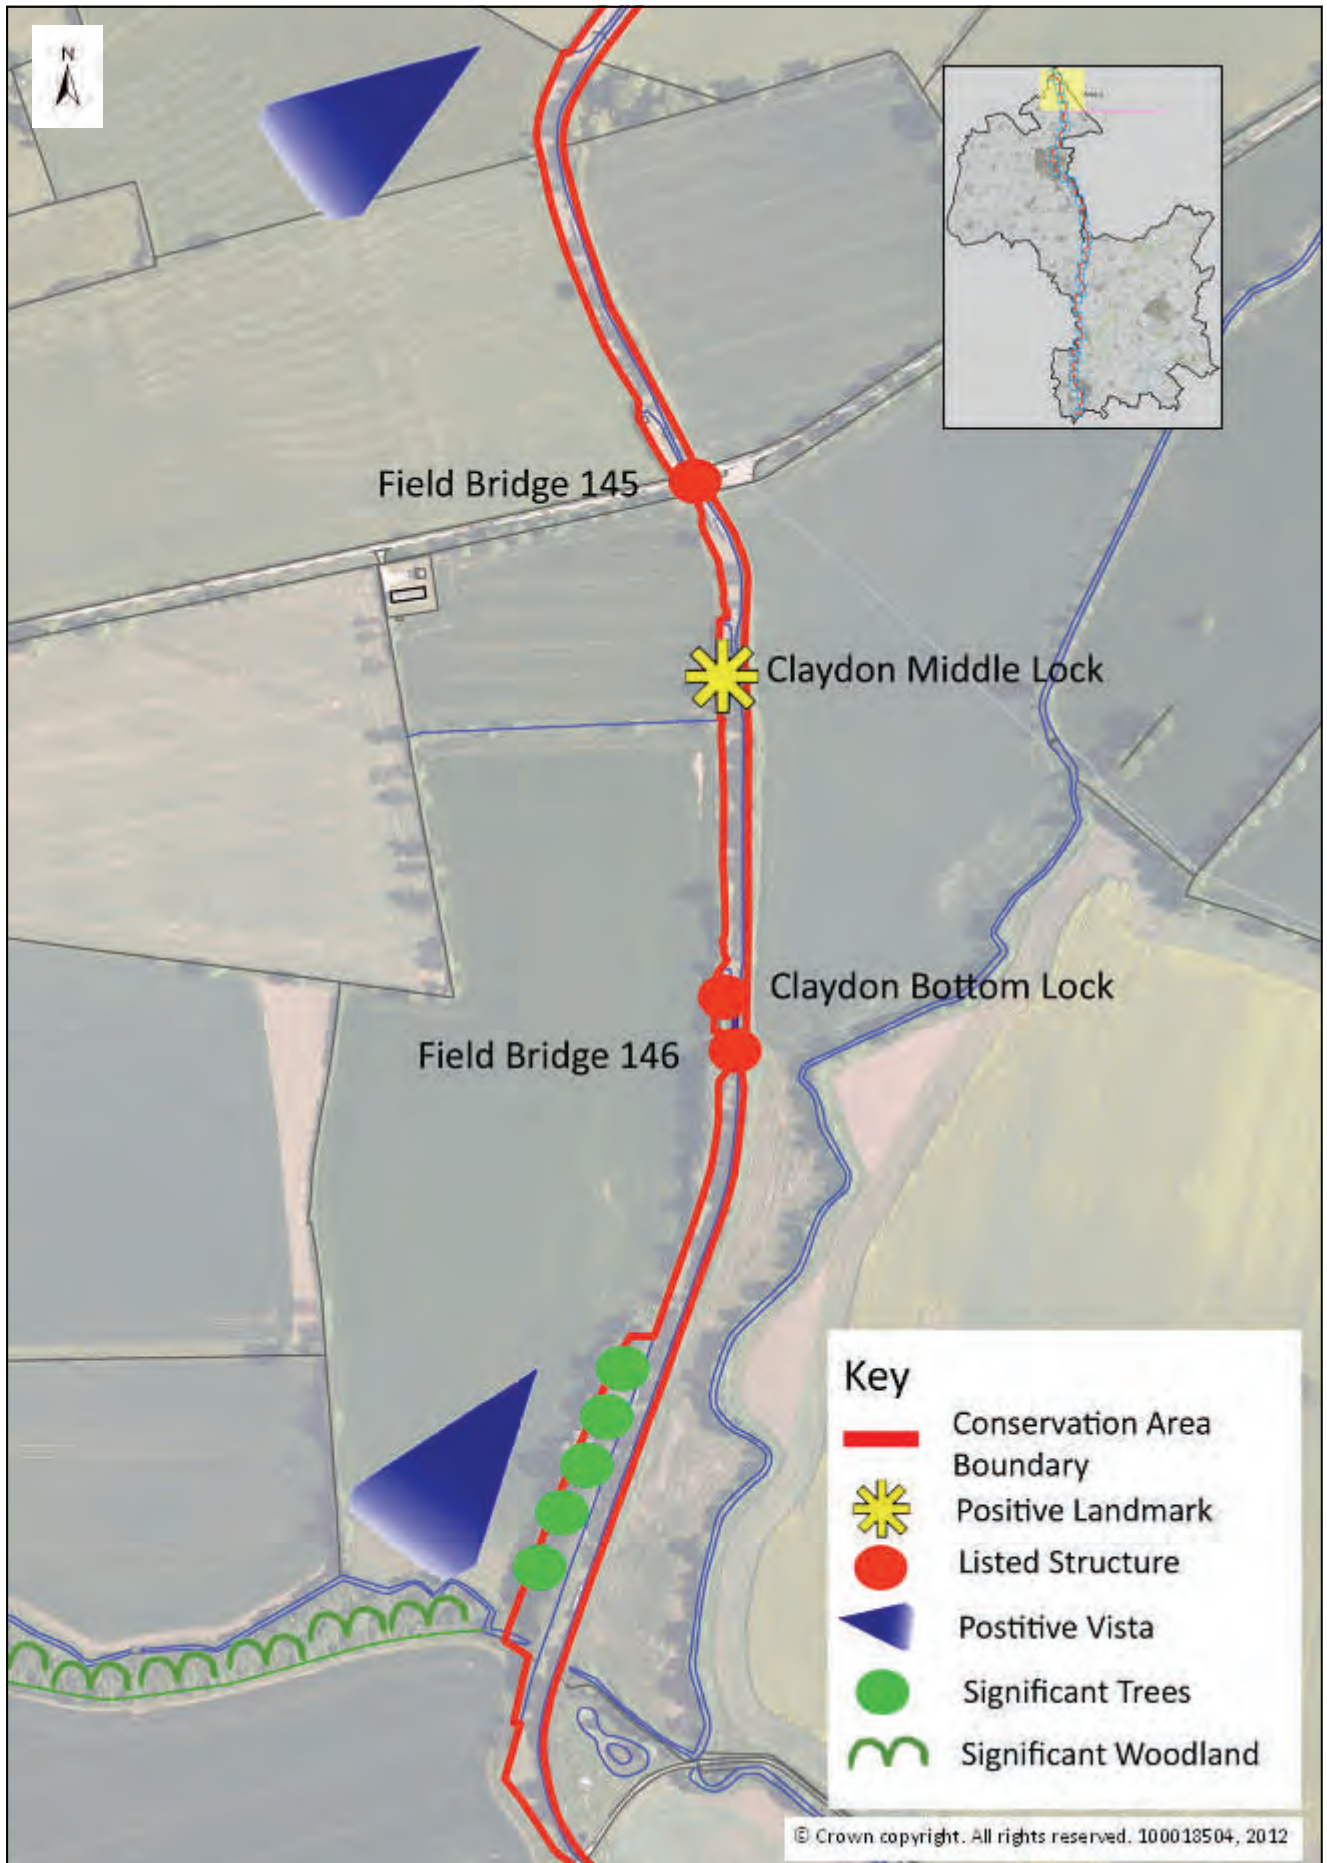 N
Field Bridge 145
Claydon Middle Lock
Claydon Bottom Lock
Field Bridge 146
Key
Conservation Area
Boundary
Positive Landmark
Listed Structure
Postitive Vista
Significant Trees
Significant Woodland
© Crown copyright. All rights reserved. 100018504, 2012